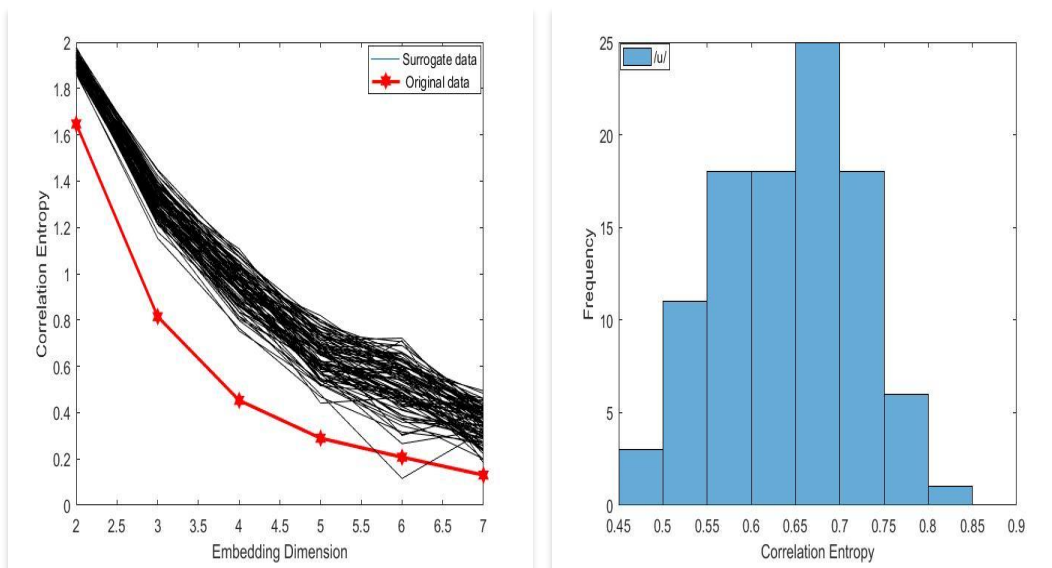 2
1.8
1.6
1.4
1.2
1
0.8
0.6
0.4
0.2
0
Correlation Entropy
Surrogate data
Original data
2 2.5 3 3.5 4 4.5 5 5.5 6 6.5 7
Embedding Dimension
25
20
15
10
5
0
Frequency
/u/
0.45 0.5 0.55 0.6 0.65 0.7 0.75 0.8 0.85 0.9
Correlation Entropy